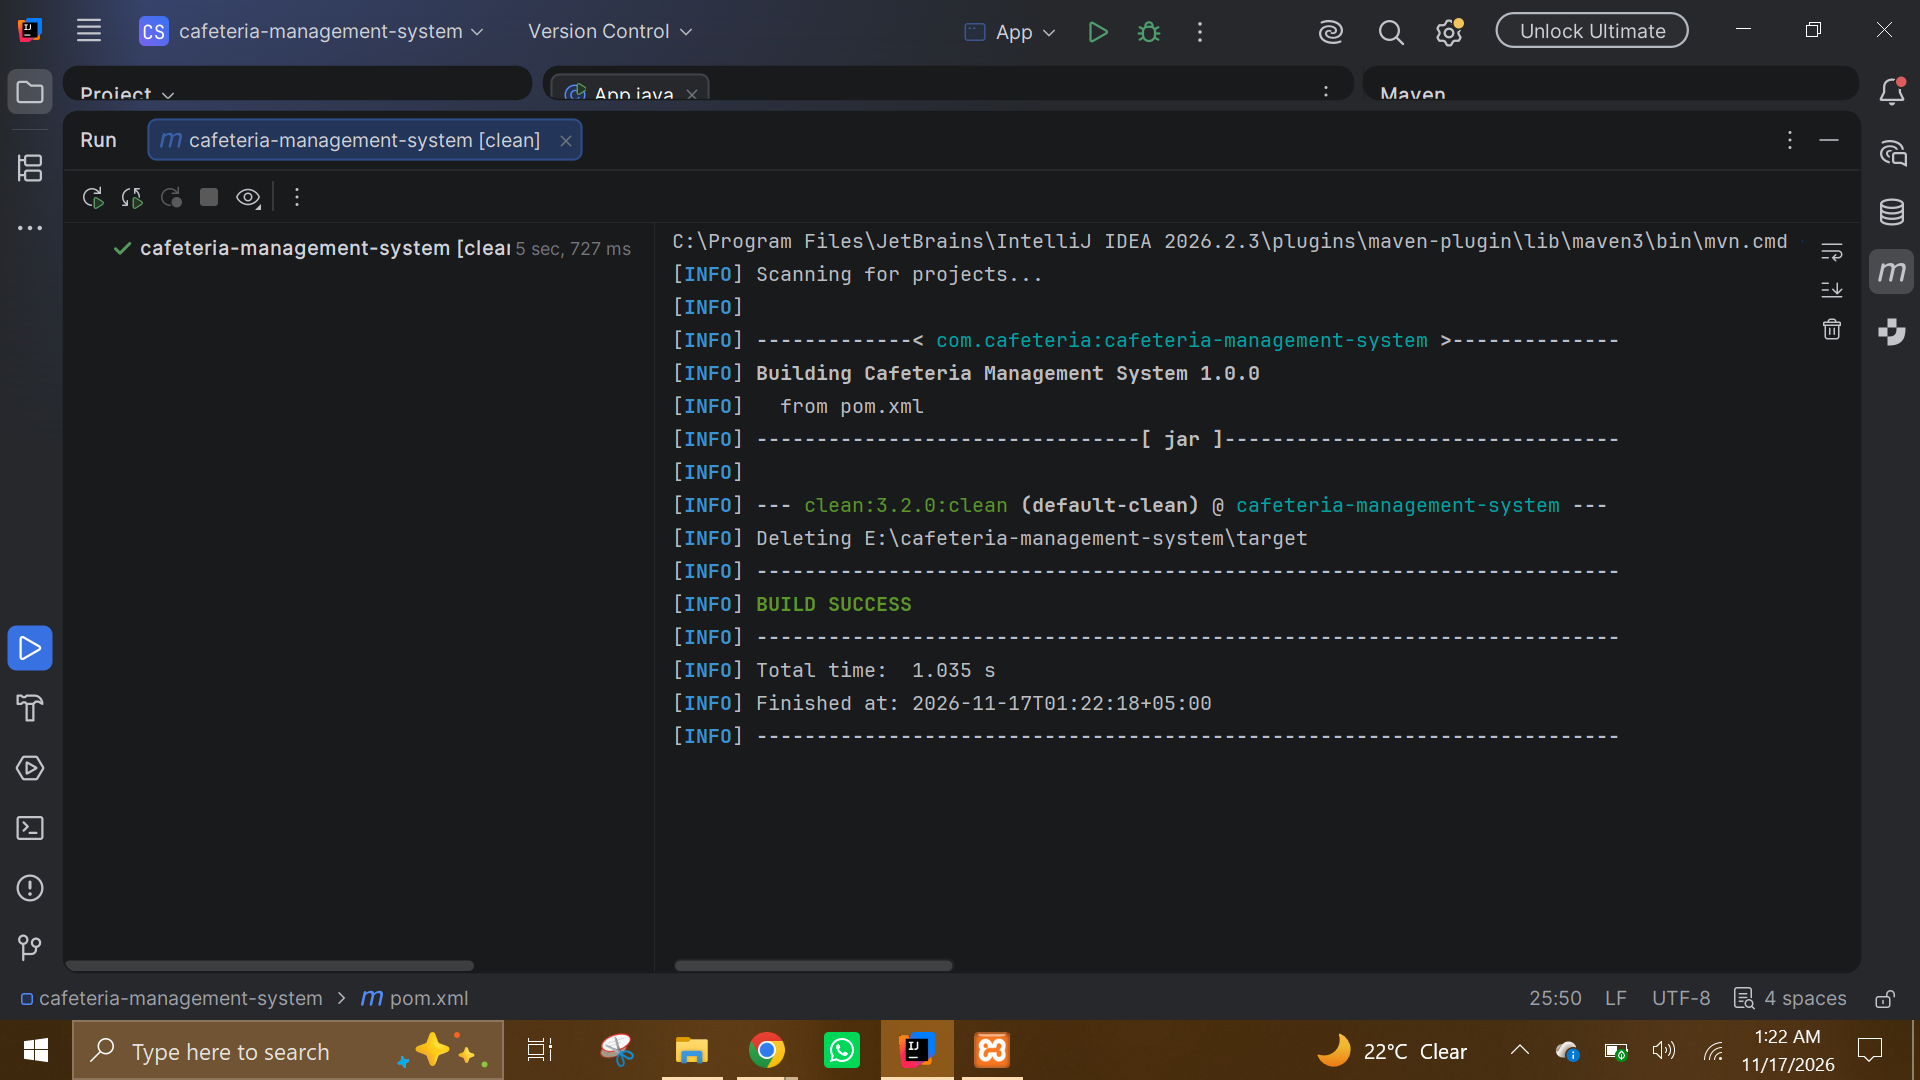 CS cafeteria-management-system Version Control App Unlock Ultimate
Project App.java Maven
Run m cafeteria-management-system [clean]
cafeteria-management-system [clear 5 sec, 727 ms
C:\Program Files\JetBrains\IntelliJ IDEA 2026.2.3\plugins\maven-plugin\lib\maven3\bin\mvn.cmd
[INFO] Scanning for projects...
[INFO]
[INFO] -------------< com.cafeteria:cafeteria-management-system >--------------
[INFO] Building Cafeteria Management System 1.0.0
[INFO]   from pom.xml
[INFO] --------------------------------[ jar ]---------------------------------
[INFO]
[INFO] --- clean:3.2.0:clean (default-clean) @ cafeteria-management-system ---
[INFO] Deleting E:\cafeteria-management-system\target
[INFO] ------------------------------------------------------------------------
[INFO] BUILD SUCCESS
[INFO] ------------------------------------------------------------------------
[INFO] Total time:  1.035 s
[INFO] Finished at: 2026-11-17T01:22:18+05:00
[INFO] ------------------------------------------------------------------------
cafeteria-management-system > m pom.xml 25:50 LF UTF-8 4 spaces
Type here to search 22°C Clear 1:22 AM
11/17/2026